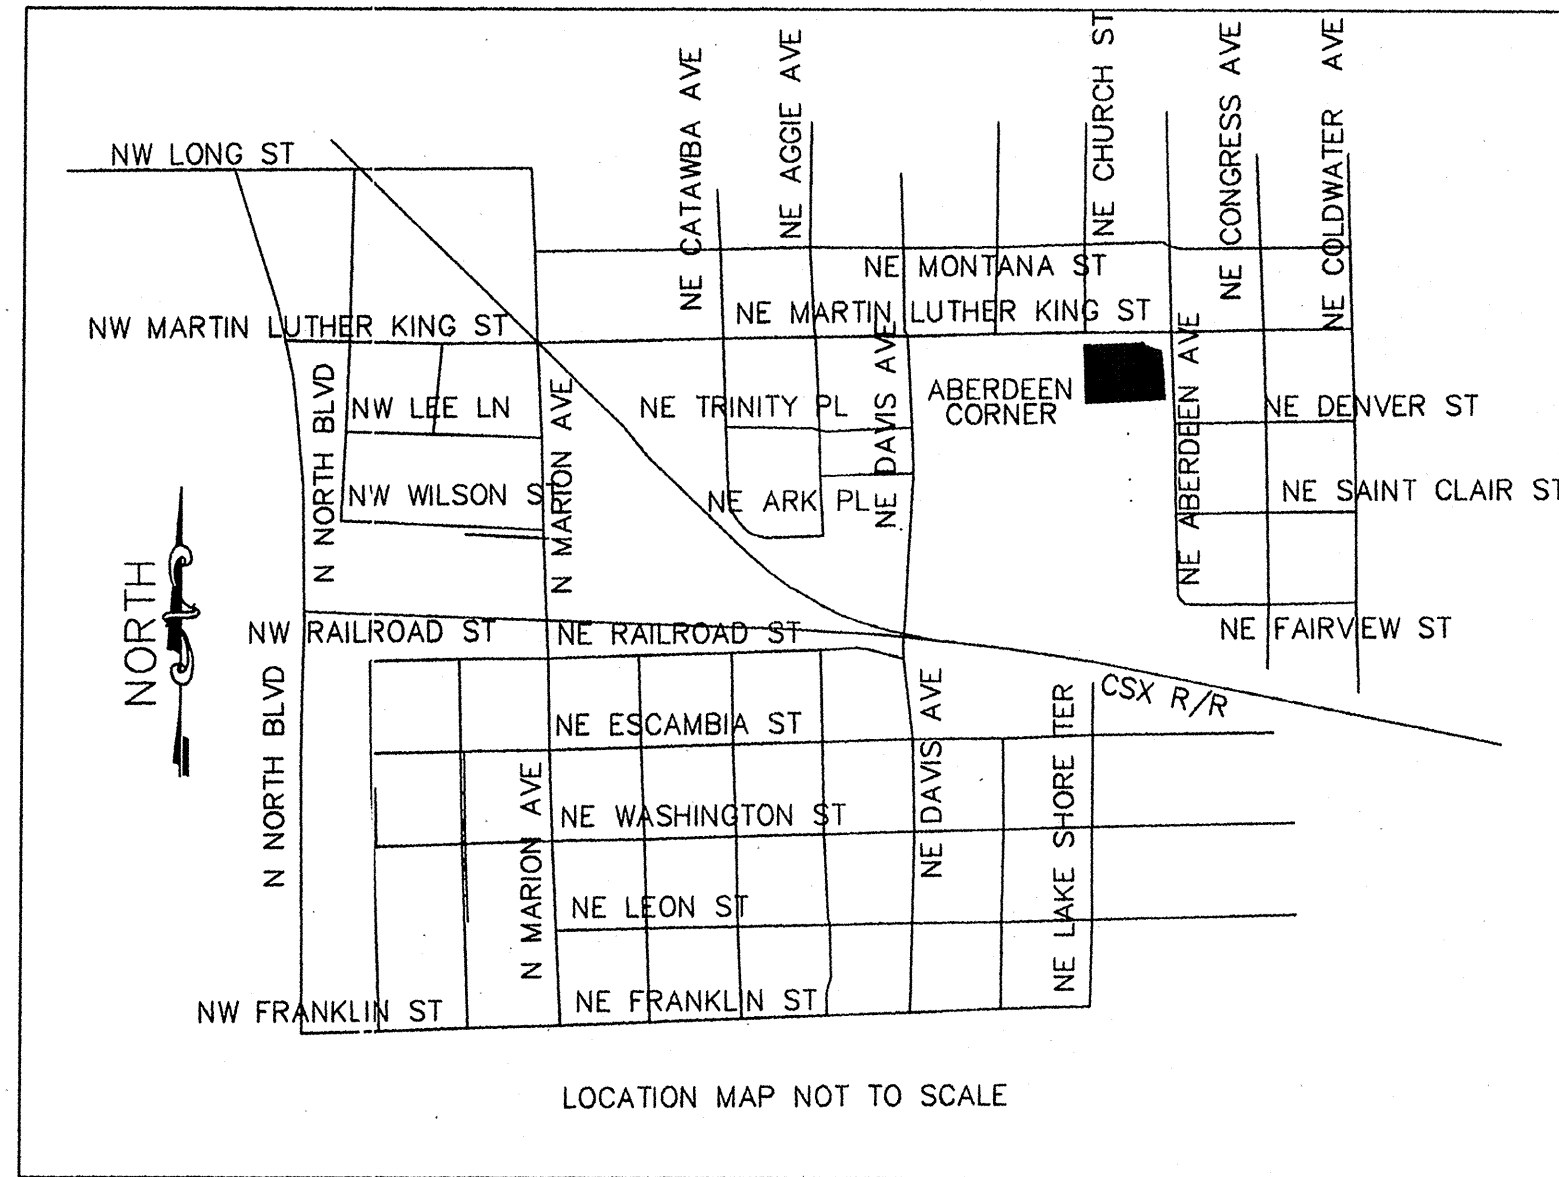 NE CATAWBA AVE
NE AGGIE AVE
NE CHURCH ST
NE CONGRESS AVE
NE COLDWATER AVE
NW LONG ST
NE MONTANA ST
NW MARTIN LUTHER KING ST
NE MARTIN LUTHER KING ST
N NORTH BLVD
NW LEE LN
N MARION AVE
NE TRINITY PL
NE DAVIS AVE
ABERDEEN
CORNER
NE ABERDEEN AVE
NE DENVER ST
NW WILSON ST
NE ARK PL
NE SAINT CLAIR ST
NORTH
NW RAILROAD ST
NE RAILROAD ST
NE FAIRVIEW ST
N NORTH BLVD
NE ESCAMBIA ST
NE DAVIS AVE
NE LAKE SHORE TER
CSX R/R
N MARION AVE
NE WASHINGTON ST
NE LEON ST
NW FRANKLIN ST
NE FRANKLIN ST
LOCATION MAP NOT TO SCALE